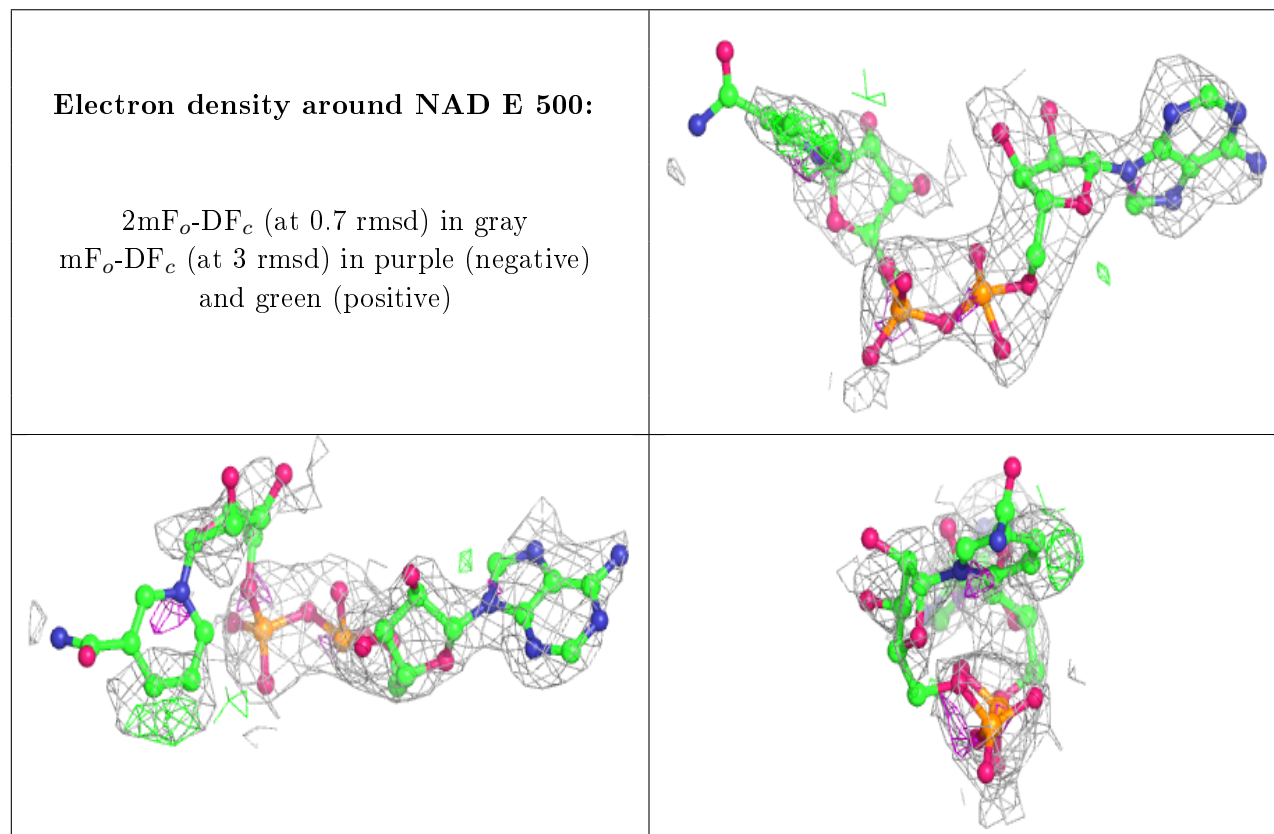 Electron density around NAD E 500:
2mFo-DFc (at 0.7 rmsd) in gray
mFo-DFc (at 3 rmsd) in purple (negative)
and green (positive)